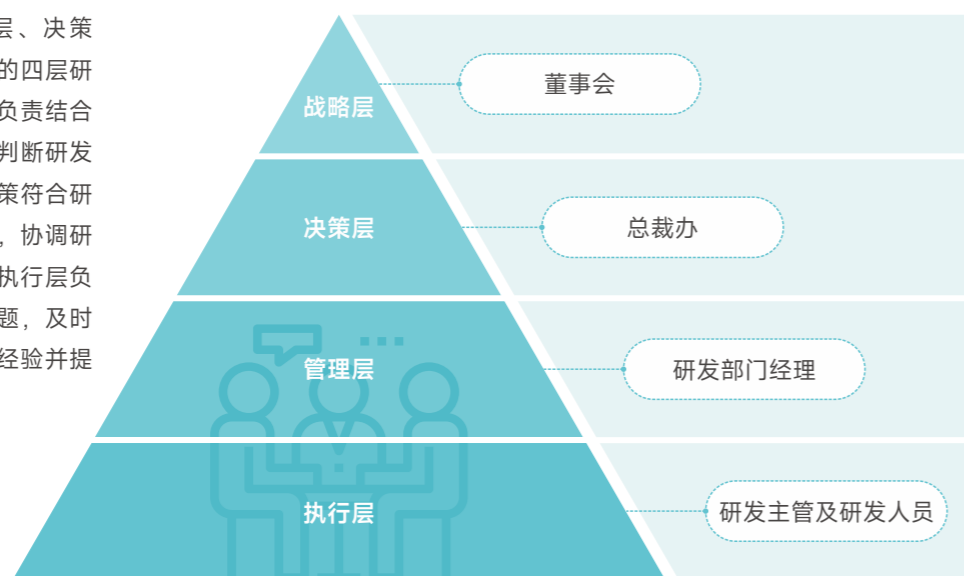 层、决策
的四层研
负责结合
判断研发
策符合研
，协调研
执行层负
题，及时
经验并提
战略层
董事会
决策层
总裁办
管理层
研发部门经理
执行层
研发主管及研发人员